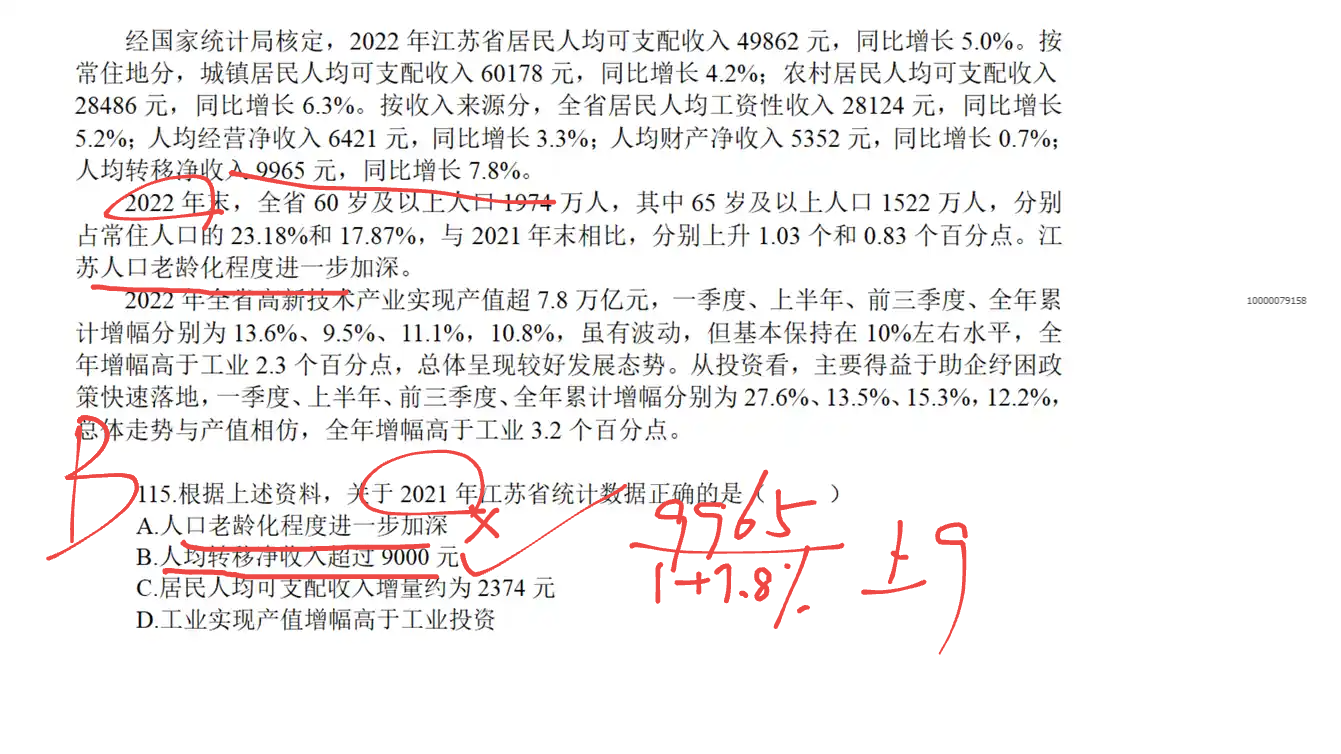 经国家统计局核定，2022 年江苏省居民人均可支配收入 49862 元，同比增长 5.0%。按
常住地分，城镇居民人均可支配收入 60178 元，同比增长 4.2%；农村居民人均可支配收入
28486 元，同比增长 6.3%。按收入来源分，全省居民人均工资性收入 28124 元，同比增长
5.2%；人均经营净收入 6421 元，同比增长 3.3%；人均财产净收入 5352 元，同比增长 0.7%；
人均转移净收入 9965 元，同比增长 7.8%。
2022 年末，全省 60 岁及以上人口 1974 万人，其中 65 岁及以上人口 1522 万人，分别
占常住人口的 23.18%和 17.87%，与 2021 年末相比，分别上升 1.03 个和 0.83 个百分点。江
苏人口老龄化程度进一步加深。
2022 年全省高新技术产业实现产值超 7.8 万亿元，一季度、上半年、前三季度、全年累
计增幅分别为 13.6%、9.5%、11.1%，10.8%，虽有波动，但基本保持在 10%左右水平，全
年增幅高于工业 2.3 个百分点，总体呈现较好发展态势。从投资看，主要得益于助企纾困政
策快速落地，一季度、上半年、前三季度、全年累计增幅分别为 27.6%、13.5%、15.3%，12.2%，
总体走势与产值相仿，全年增幅高于工业 3.2 个百分点。
10000079158
B
115.根据上述资料，关于 2021 年江苏省统计数据正确的是（ ）
A.人口老龄化程度进一步加深
B.人均转移净收入超过 9000 元
C.居民人均可支配收入增量约为 2374 元
D.工业实现产值增幅高于工业投资
9965
1+7.8%